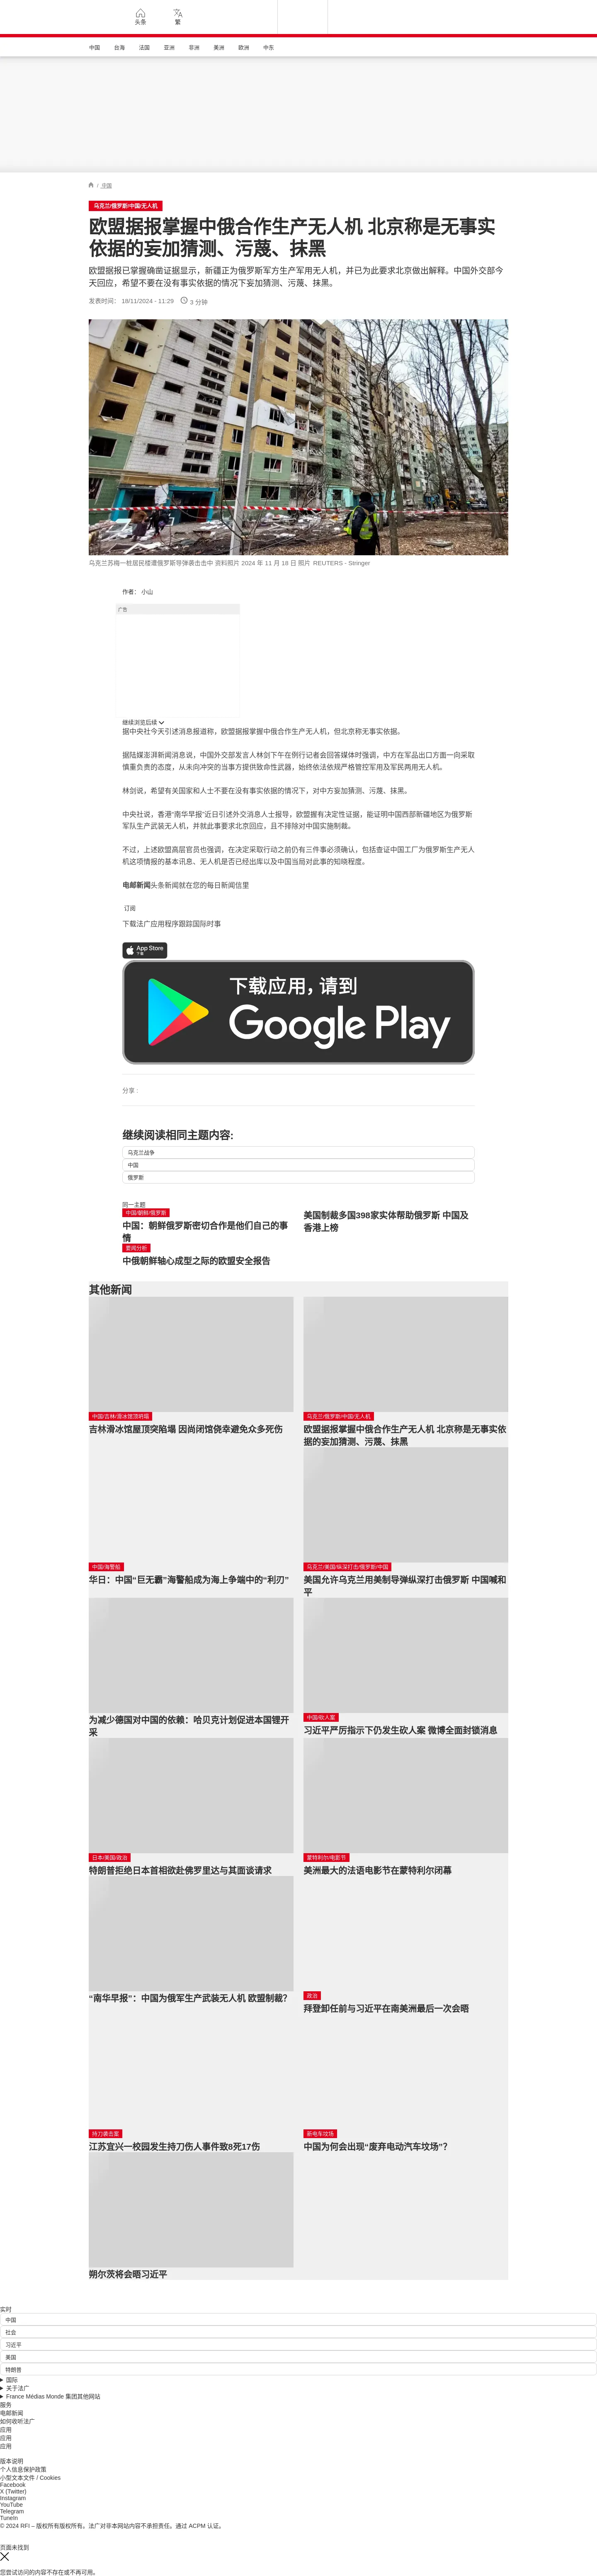 头条
繁
中国
台海
法国
亚洲
非洲
美洲
欧洲
中东
/ 中国
乌克兰/俄罗斯/中国/无人机
欧盟据报掌握中俄合作生产无人机 北京称是无事实
依据的妄加猜测、污蔑、抹黑
欧盟据报已掌握确凿证据显示，新疆正为俄罗斯军方生产军用无人机，并已为此要求北京做出解释。中国外交部今
天回应，希望不要在没有事实依据的情况下妄加猜测、污蔑、抹黑。
发表时间： 18/11/2024 - 11:29
3 分钟
乌克兰苏梅一桩居民楼遭俄罗斯导弹袭击击中 资料照片 2024 年 11 月 18 日 照片 REUTERS - Stringer
作者： 小山
广告
继续浏览后续
据中央社今天引述消息报道称，欧盟据报掌握中俄合作生产无人机，但北京称无事实依据。
据陆媒澎湃新闻消息说，中国外交部发言人林剑下午在例行记者会回答媒体时强调，中方在军品出口方面一向采取
慎重负责的态度，从未向冲突的当事方提供致命性武器，始终依法依规严格管控军用及军民两用无人机。
林剑说，希望有关国家和人士不要在没有事实依据的情况下，对中方妄加猜测、污蔑、抹黑。
中央社说，香港“南华早报”近日引述外交消息人士报导，欧盟握有决定性证据，能证明中国西部新疆地区为俄罗斯
军队生产武装无人机，并就此事要求北京回应，且不排除对中国实施制裁。
不过，上述欧盟高层官员也强调，在决定采取行动之前仍有三件事必须确认，包括查证中国工厂为俄罗斯生产无人
机这项情报的基本讯息、无人机是否已经出库以及中国当局对此事的知晓程度。
电邮新闻头条新闻就在您的每日新闻信里
订阅
下载法广应用程序跟踪国际时事
App Store
下载
下载应用，请到
Google Play
分享 :
继续阅读相同主题内容:
乌克兰战争
中国
俄罗斯
同一主题
中国/朝鲜/俄罗斯
中国：朝鲜俄罗斯密切合作是他们自己的事
情
美国制裁多国398家实体帮助俄罗斯 中国及
香港上榜
要闻分析
中俄朝鲜轴心成型之际的欧盟安全报告
其他新闻
中国/吉林/滑冰馆顶坍塌
吉林滑冰馆屋顶突陷塌 因尚闭馆侥幸避免众多死伤
乌克兰/俄罗斯/中国/无人机
欧盟据报掌握中俄合作生产无人机 北京称是无事实依
据的妄加猜测、污蔑、抹黑
中国/海警船
华日：中国“巨无霸”海警船成为海上争端中的“利刃”
乌克兰/美国/纵深打击/俄罗斯/中国
美国允许乌克兰用美制导弹纵深打击俄罗斯 中国喊和
平
为减少德国对中国的依赖：哈贝克计划促进本国锂开
采
中国/砍人案
习近平严厉指示下仍发生砍人案 微博全面封锁消息
日本/美国/政治
特朗普拒绝日本首相欲赴佛罗里达与其面谈请求
蒙特利尔/电影节
美洲最大的法语电影节在蒙特利尔闭幕
“南华早报”：中国为俄军生产武装无人机 欧盟制裁？
政治
拜登卸任前与习近平在南美洲最后一次会晤
持刀袭击案
江苏宜兴一校园发生持刀伤人事件致8死17伤
新电车坟场
中国为何会出现“废弃电动汽车坟场”？
朔尔茨将会晤习近平
实时
中国
社会
习近平
美国
特朗普
国际
关于法广
France Médias Monde 集团其他网站
服务
电邮新闻
如何收听法广
应用
应用
应用
版本说明
个人信息保护政策
小型文本文件 / Cookies
Facebook
X (Twitter)
Instagram
YouTube
Telegram
TuneIn
© 2024 RFI – 版权所有版权所有。法广对非本网站内容不承担责任。通过 ACPM 认证。
页面未找到
您尝试访问的内容不存在或不再可用。